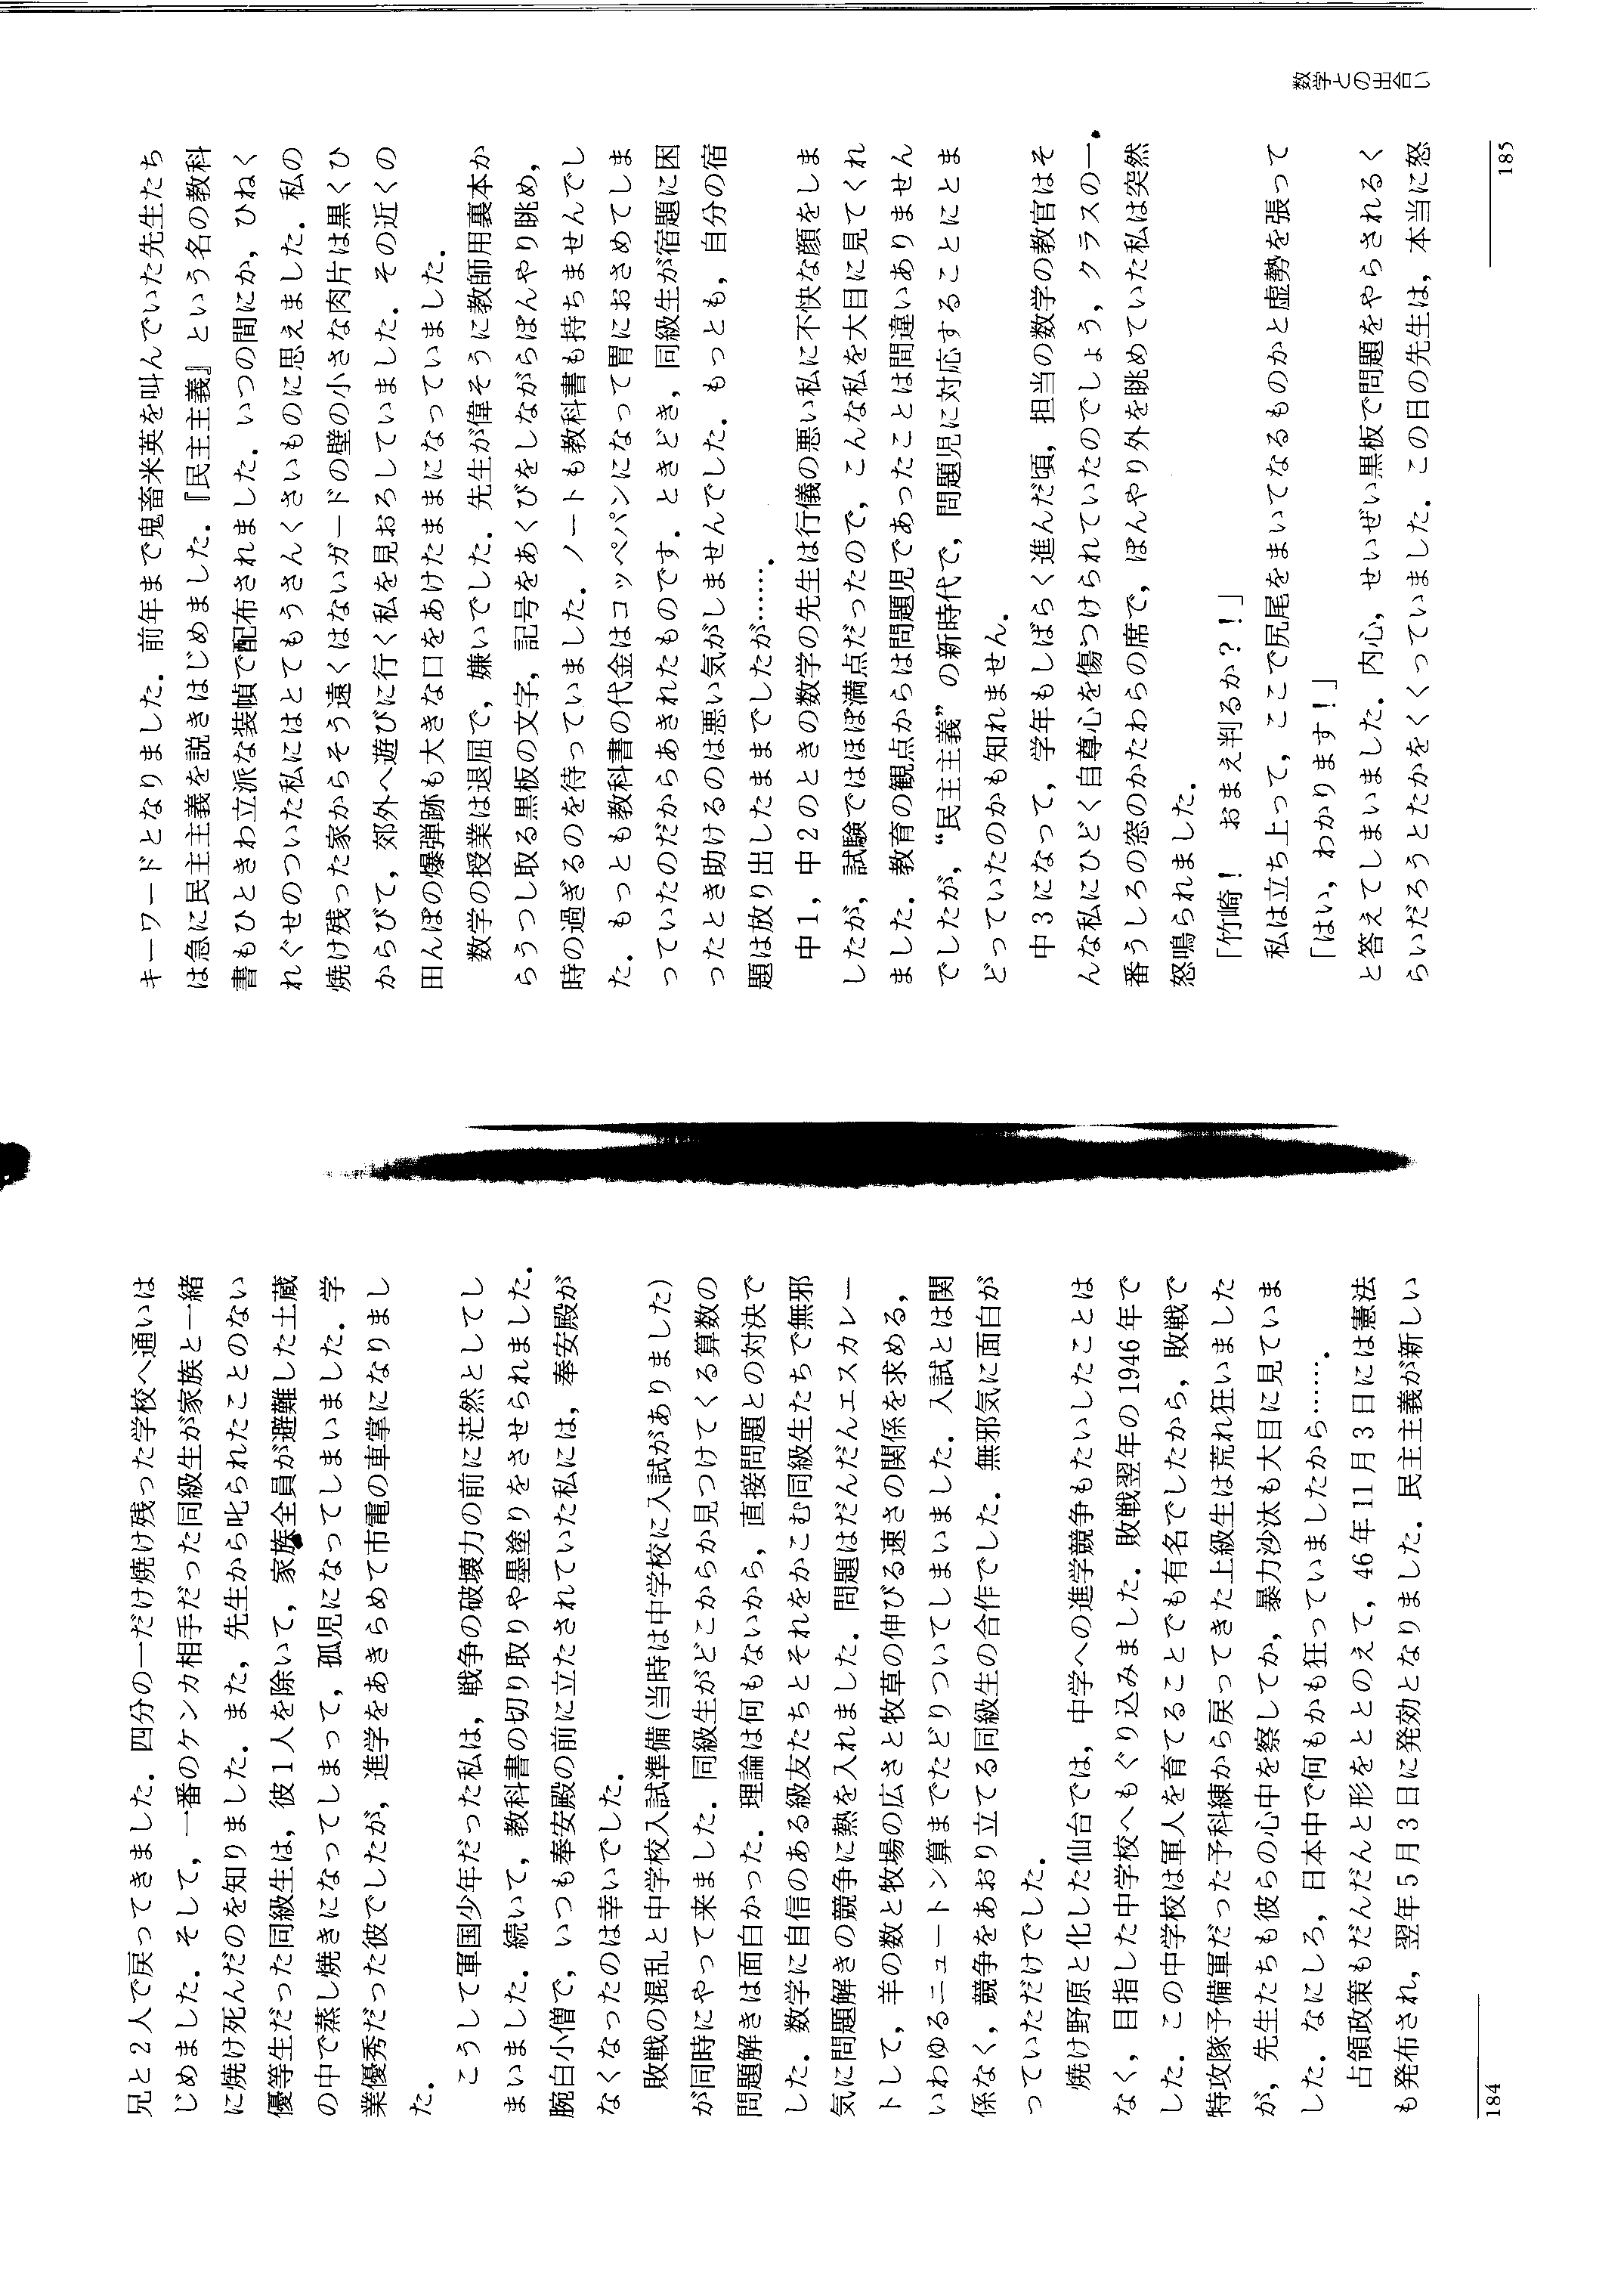 兄と2人で戻ってきました．四分の一だけ焼け残った学校へ通いは
じめました．そして，一番のケンカ相手だった同級生が家族と一緒
に焼け死んだのを知りました．また，先生から叱られたことのない
優等生だった同級生は，彼1人を除いて，家族全員が避難した土蔵
の中で蒸し焼きになってしまって，孤児になってしまいました．学
業優秀だった彼でしたが，進学をあきらめて市電の車掌になりまし
た．
こうして軍国少年だった私は，戦争の破壊力の前に茫然としてし
まいました．続いて，教科書の切り取りや墨塗りをさせられました．
腕白小僧で，いつも奉安殿の前に立たされていた私には，奉安殿が
なくなったのは幸いでした．
敗戦の混乱と中学校入試準備(当時は中学校に入試がありました)
が同時にやって来ました．同級生がどこからか見つけてくる算数の
問題解きは面白かった．理論は何もないから，直接問題との対決で
した．数学に自信のある級友たちとそれをかこむ同級生たちで無邪
気に問題解きの競争に熱を入れました．問題はだんだんエスカレー
トして，羊の数と牧場の広さと牧草の伸びる速さの関係を求める，
いわゆるニュートン算までたどりついてしまいました．入試とは関
係なく，競争をあおり立てる同級生の合作でした．無邪気に面白が
っていただけでした．
焼け野原と化した仙台では，中学への進学競争もたいしたことは
なく，目指した中学校へもぐり込みました．敗戦翌年の1946年で
した．この中学校は軍人を育てることでも有名でしたから，敗戦で
特攻隊予備軍だった予科練から戻ってきた上級生は荒れ狂いました
が，先生たちも彼らの心中を察してか，暴力沙汰も大目に見ていま
した．なにしろ，日本中で何もかも狂っていましたから……．
占領政策もだんだんと形をととのえて，46年11月3日には憲法
も発布され，翌年5月3日に発効となりました．民主主義が新しい
184
キーワードとなりました．前年まで鬼畜米英を叫んでいた先生たち
は急に民主主義を説きはじめました．『民主主義』という名の教科
書もひときわ立派な装幀で配布されました．いつの間にか，ひねく
れぐせのついた私にはとてもうさんくさいものに思えました．私の
焼け残った家からそう遠くはないガードの壁の小さな肉片は黒くひ
からびて，郊外へ遊びに行く私を見おろしていました．その近くの
田んぼの爆弾跡も大きな口をあけたままになっていました．
数学の授業は退屈で，嫌いでした．先生が偉そうに教師用裏本か
らうつし取る黒板の文字，記号をあくびをしながらぼんやり眺め，
時の過ぎるのを待っていました．ノートも教科書も持ちませんでし
た．もっとも教科書の代金はコッペパンになって胃におさめてしま
っていたのだからあきれたものです．ときどき，同級生が宿題に困
ったとき助けるのは悪い気がしませんでした．もっとも，自分の宿
題は放り出したままでしたが……．
中1，中2のときの数学の先生は行儀の悪い私に不快な顔をしま
したが，試験ではほぼ満点だったので，こんな私を大目に見てくれ
ました．教育の観点からは問題児であったことは間違いありません
でしたが，“民主主義”の新時代で，問題児に対応することにとま
どっていたのかも知れません．
中3になって，学年もしばらく進んだ頃，担当の数学の教官はそ
んな私にひどく自尊心を傷つけられていたのでしょう，クラスの一
番うしろの窓のかたわらの席で，ぼんやり外を眺めていた私は突然
怒鳴られました．
「竹崎！　おまえ判るか？！」
私は立ち上って，ここで尻尾をまいてなるものかと虚勢を張って
「はい，わかります！」
と答えてしまいました．内心，せいぜい黒板で問題をやらされるく
らいだろうとたかをくくっていました．この日の先生は，本当に怒
数学との出合い
185